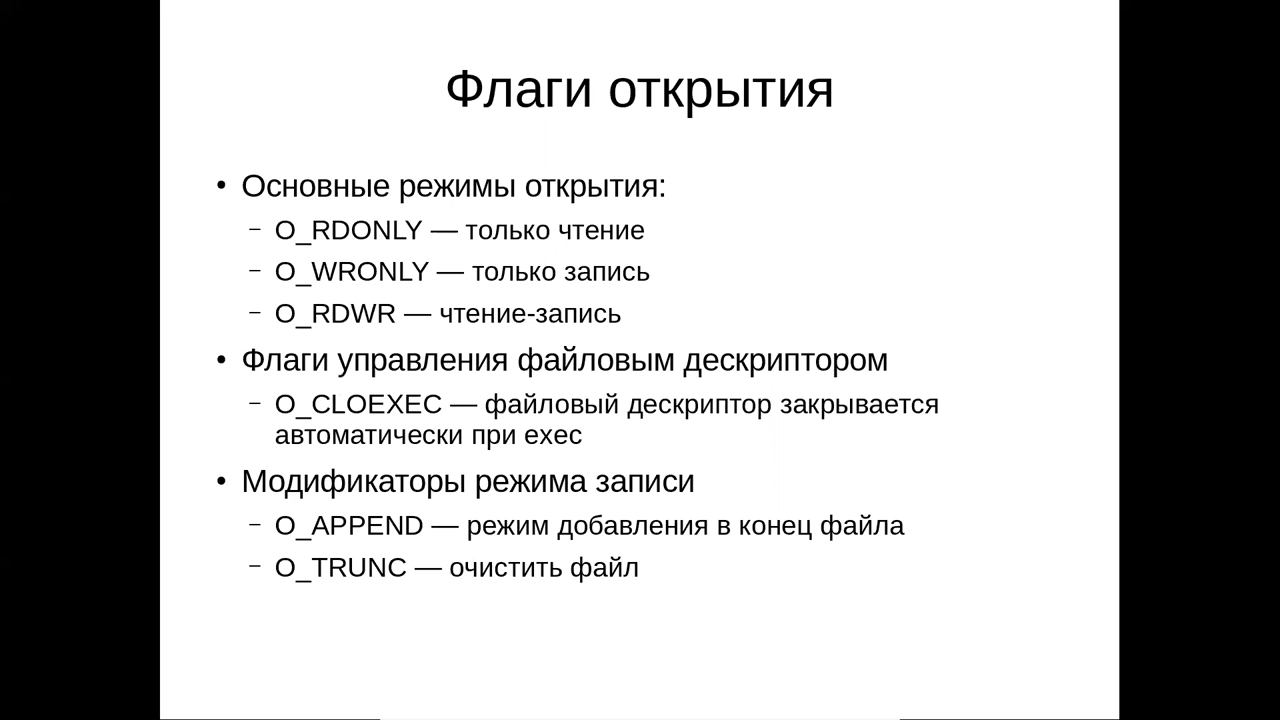 Флаги открытия
• Основные режимы открытия:
– O_RDONLY — только чтение
– O_WRONLY — только запись
– O_RDWR — чтение-запись
• Флаги управления файловым дескриптором
– O_CLOEXEC — файловый дескриптор закрывается
автоматически при exec
• Модификаторы режима записи
– O_APPEND — режим добавления в конец файла
– O_TRUNC — очистить файл